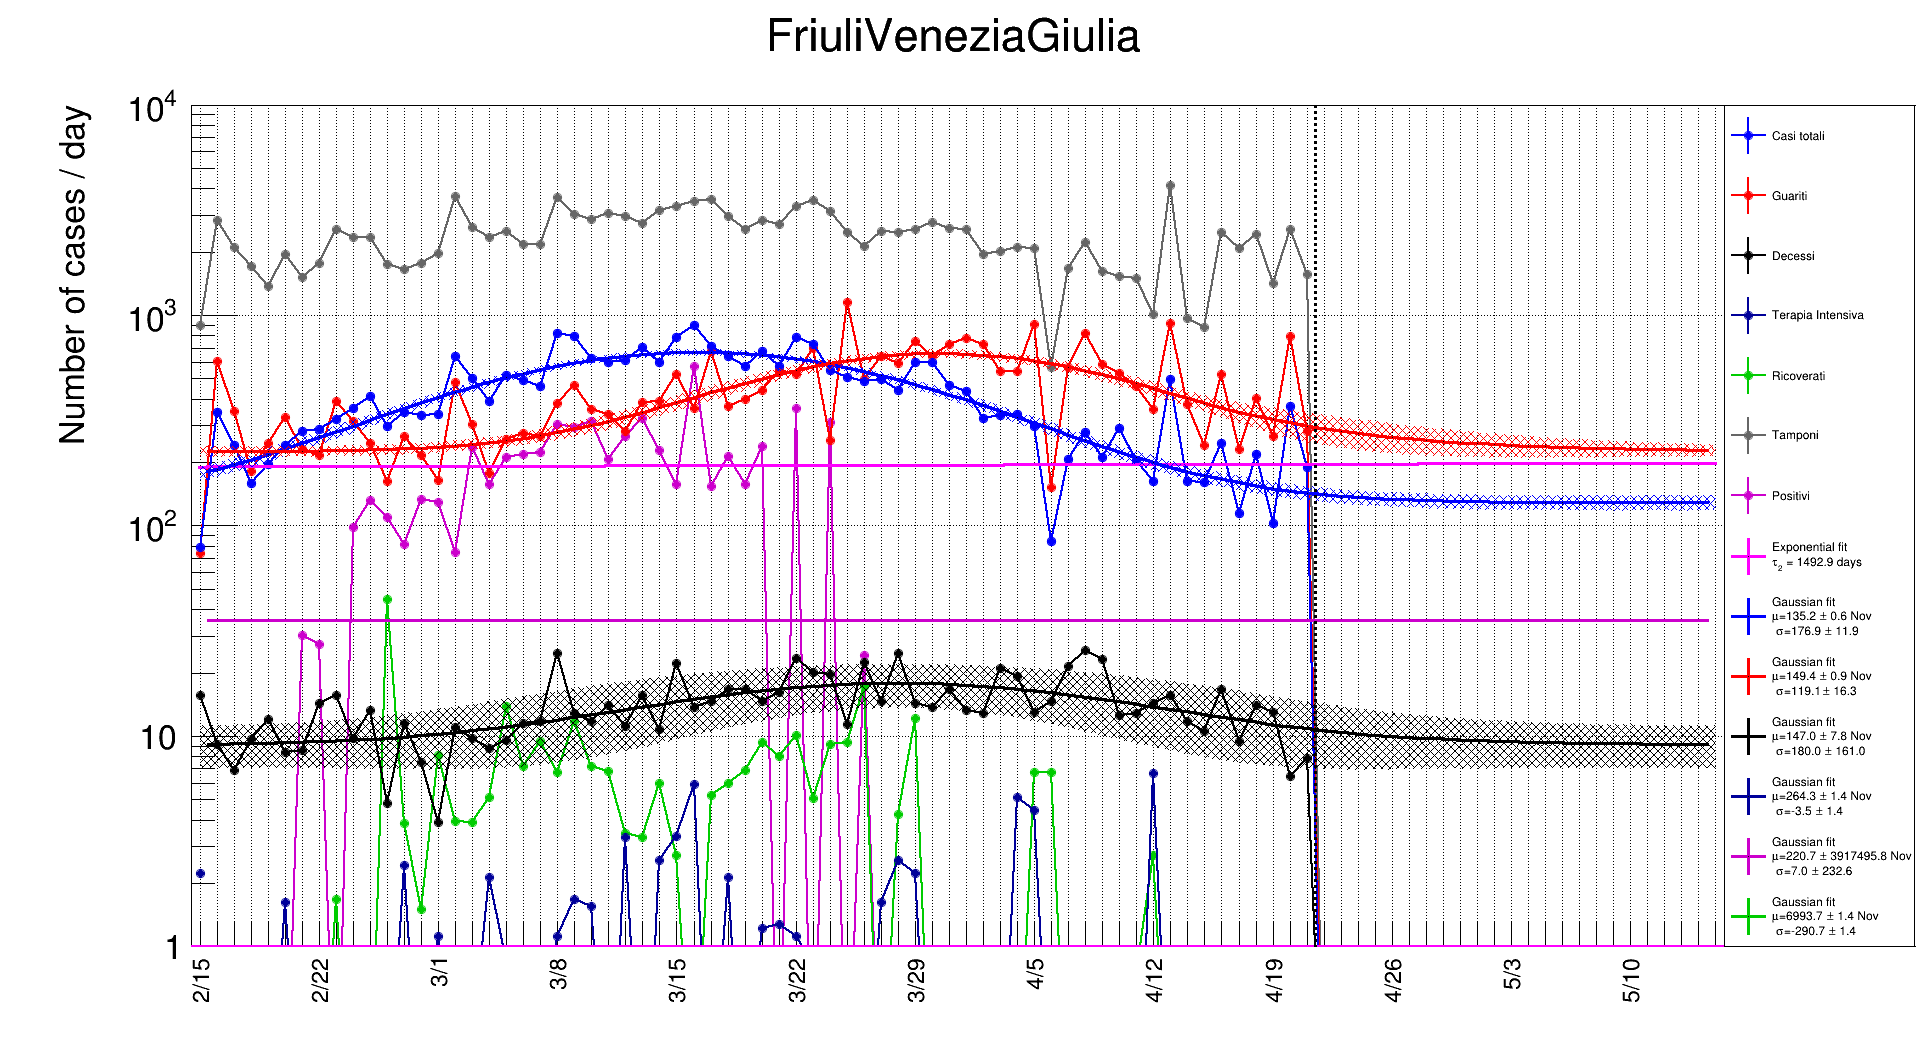 FriuliVeneziaGiulia
Number of cases / day
10⁴
10³
10²
10
1
2/15
2/22
3/1
3/8
3/15
3/22
3/29
4/5
4/12
4/19
4/26
5/3
5/10
Casi totali
Guariti
Decessi
Terapia Intensiva
Ricoverati
Tamponi
Positivi
Exponential fit
τ₂ = 1492.9 days
Gaussian fit
μ=135.2 ± 0.6 Nov
σ=176.9 ± 11.9
Gaussian fit
μ=149.4 ± 0.9 Nov
σ=119.1 ± 16.3
Gaussian fit
μ=147.0 ± 7.8 Nov
σ=180.0 ± 161.0
Gaussian fit
μ=264.3 ± 1.4 Nov
σ=-3.5 ± 1.4
Gaussian fit
μ=220.7 ± 3917495.8 Nov
σ=7.0 ± 232.6
Gaussian fit
μ=6993.7 ± 1.4 Nov
σ=-290.7 ± 1.4